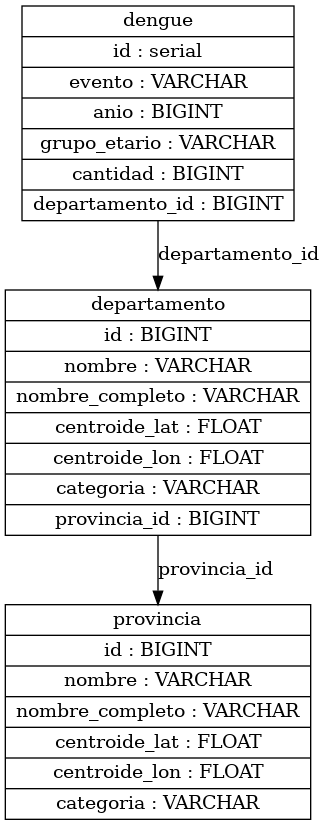 dengue
id : serial
evento : VARCHAR
anio : BIGINT
grupo_etario : VARCHAR
cantidad : BIGINT
departamento_id : BIGINT
departamento_id
departamento
id : BIGINT
nombre : VARCHAR
nombre_completo : VARCHAR
centroide_lat : FLOAT
centroide_lon : FLOAT
categoria : VARCHAR
provincia_id : BIGINT
provincia_id
provincia
id : BIGINT
nombre : VARCHAR
nombre_completo : VARCHAR
centroide_lat : FLOAT
centroide_lon : FLOAT
categoria : VARCHAR